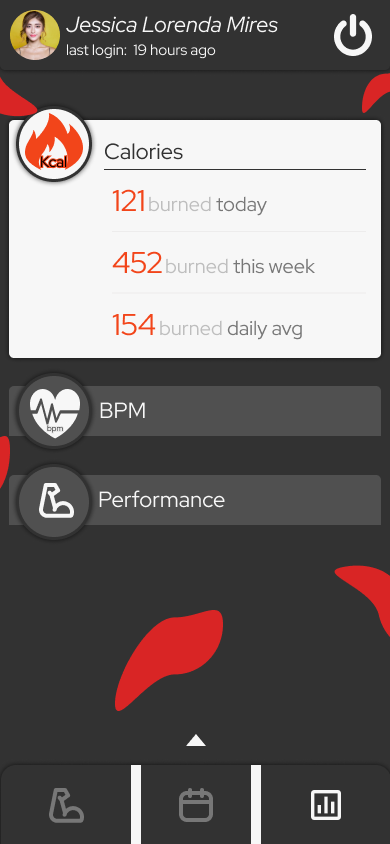 Jessica Lorenda Mires
last login: 19 hours ago
Kcal
Calories
121 burned today
452 burned this week
154 burned daily avg
bpm
BPM
Performance